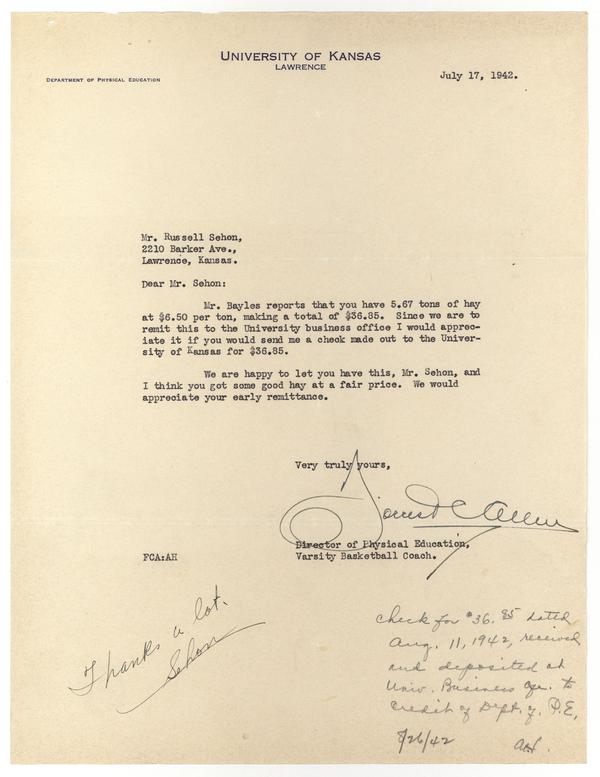 UNIVERSITY OF KANSAS
LAWRENCE
DEPARTMENT OF PHYSICAL EDUCATION
July 17, 1942.
Mr. Russell Sehon,
2210 Barker Ave.,
Lawrence, Kansas.
Dear Mr. Sehon:
Mr. Bayles reports that you have 5.67 tons of hay
at $6.50 per ton, making a total of $36.85. Since we are to
remit this to the University business office I would apprec-
iate it if you would send me a check made out to the Univer-
sity of Kansas for $36.85.
We are happy to let you have this, Mr. Sehon, and
I think you got some good hay at a fair price. We would
appreciate your early remittance.
Very truly yours,
Forrest C. Allen
Director of Physical Education,
Varsity Basketball Coach.
FCA:AH
Thanks a lot.
Sehon
Check for $36.85 dated
Aug. 11, 1942, received
and deposited at
Univ. Business Ofc. to
Credit of Dept. of P.E.
8/26/42 AH.